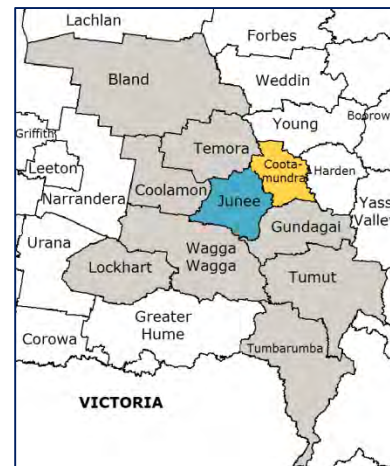 Lachlan
Forbes
Bland
Weddin
Young
Boorow
Griffith
Temora
Coota-
mundra
Harden
Leeton
Coolamon
Junee
Narrandera
Yass
Valley
Gundagai
Urana
Wagga
Wagga
Lockhart
Tumut
Greater
Hume
Corowa
Tumbarumba
VICTORIA